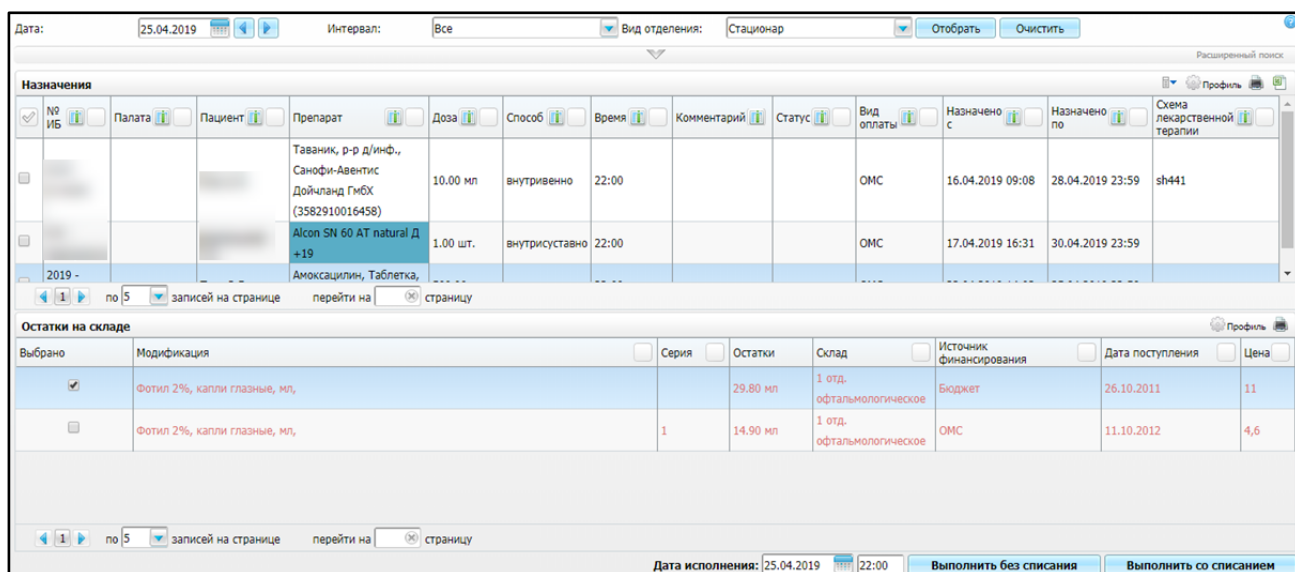 Дата: 25.04.2019 Интервал: Все Вид отделения: Стационар Отобрать Очистить
Расширенный поиск
Назначения Профиль
№ ИБ Палата Пациент Препарат Доза Способ Время Комментарий Статус Вид оплаты Назначено с Назначено по Схема лекарственной терапии
Таваник, р-р д/инф.,
Санофи-Авентис
Дойчланд ГмбХ
(3582910016458) 10.00 мл внутривенно 22:00 ОМС 16.04.2019 09:08 28.04.2019 23:59 sh441
Alcon SN 60 AT natural Д
+19 1.00 шт. внутрисуставно 22:00 ОМС 17.04.2019 16:31 30.04.2019 23:59
2019 - Амоксацилин, Таблетка,
1 по 5 записей на странице перейти на страницу
Остатки на складе Профиль
Выбрано Модификация Серия Остатки Склад Источник финансирования Дата поступления Цена
Фотил 2%, капли глазные, мл, 29.80 мл 1 отд. офтальмологическое Бюджет 26.10.2011 11
Фотил 2%, капли глазные, мл, 1 14.90 мл 1 отд. офтальмологическое ОМС 11.10.2012 4,6
1 по 5 записей на странице перейти на страницу
Дата исполнения: 25.04.2019 22:00 Выполнить без списания Выполнить со списанием